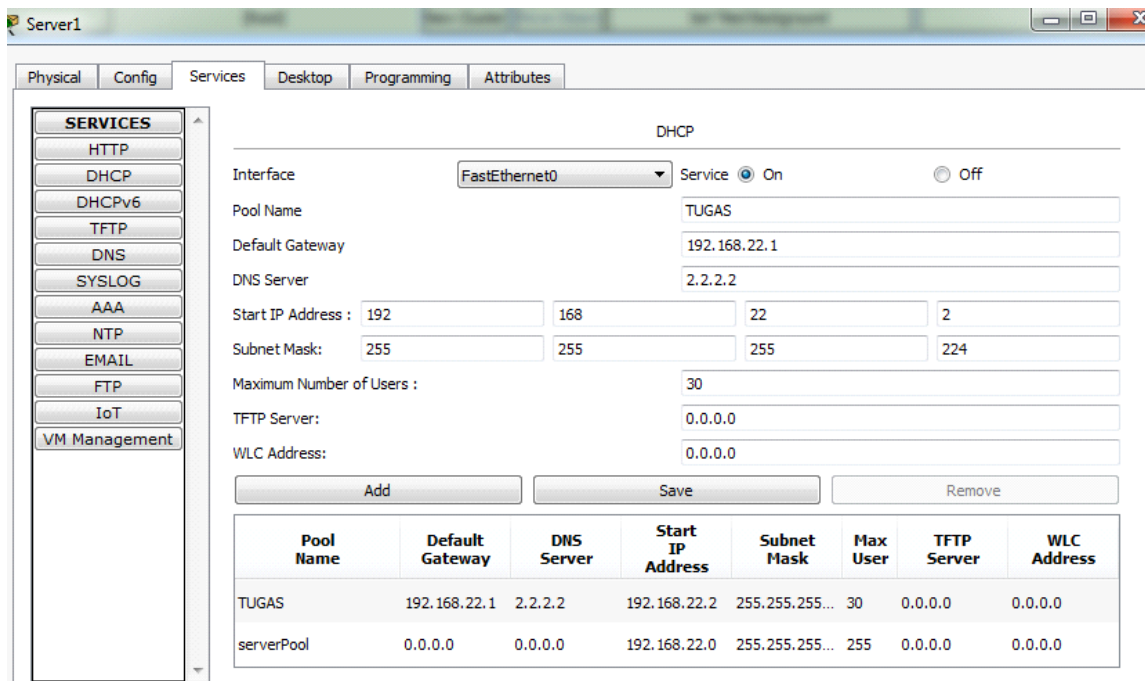 Server1
Physical Config Services Desktop Programming Attributes
SERVICES
HTTP
DHCP
DHCPv6
TFTP
DNS
SYSLOG
AAA
NTP
EMAIL
FTP
IoT
VM Management
DHCP
Interface FastEthernet0 Service On Off
Pool Name TUGAS
Default Gateway 192.168.22.1
DNS Server 2.2.2.2
Start IP Address : 192 168 22 2
Subnet Mask: 255 255 255 224
Maximum Number of Users : 30
TFTP Server: 0.0.0.0
WLC Address: 0.0.0.0
Add Save Remove
Pool Name Default Gateway DNS Server Start IP Address Subnet Mask Max User TFTP Server WLC Address
TUGAS 192.168.22.1 2.2.2.2 192.168.22.2 255.255.255... 30 0.0.0.0 0.0.0.0
serverPool 0.0.0.0 0.0.0.0 192.168.22.0 255.255.255... 255 0.0.0.0 0.0.0.0